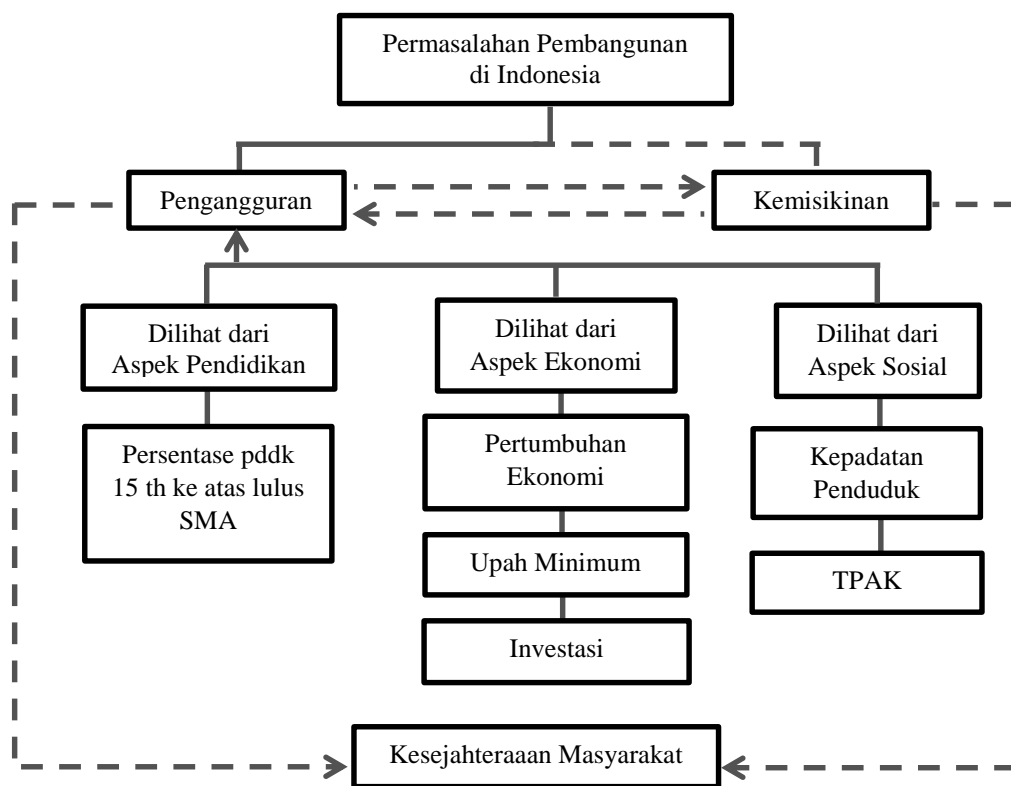 Permasalahan Pembangunan
di Indonesia
Pengangguran
Kemisikinan
Dilihat dari
Aspek Pendidikan
Dilihat dari
Aspek Ekonomi
Dilihat dari
Aspek Sosial
Persentase pddk
15 th ke atas lulus
SMA
Pertumbuhan
Ekonomi
Kepadatan
Penduduk
Upah Minimum
TPAK
Investasi
Kesejahteraaan Masyarakat